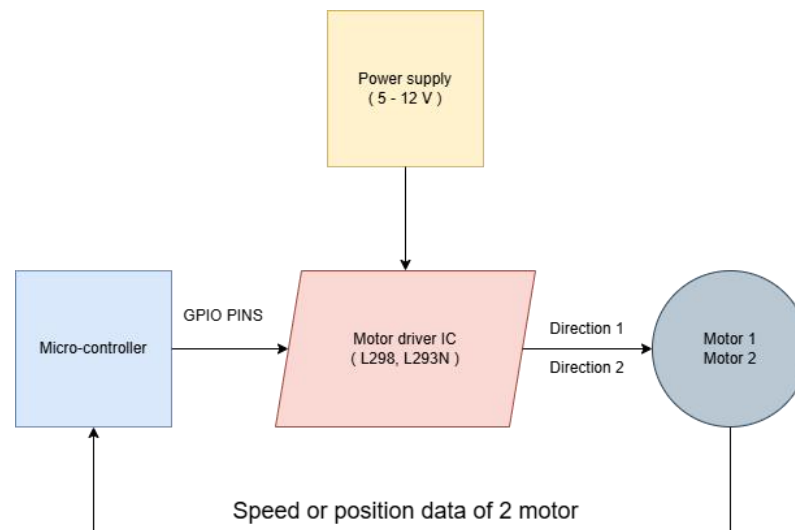 Power supply
( 5 - 12 V )
GPIO PINS
Micro-controller
Motor driver IC
( L298, L293N )
Direction 1
Direction 2
Motor 1
Motor 2
Speed or position data of 2 motor